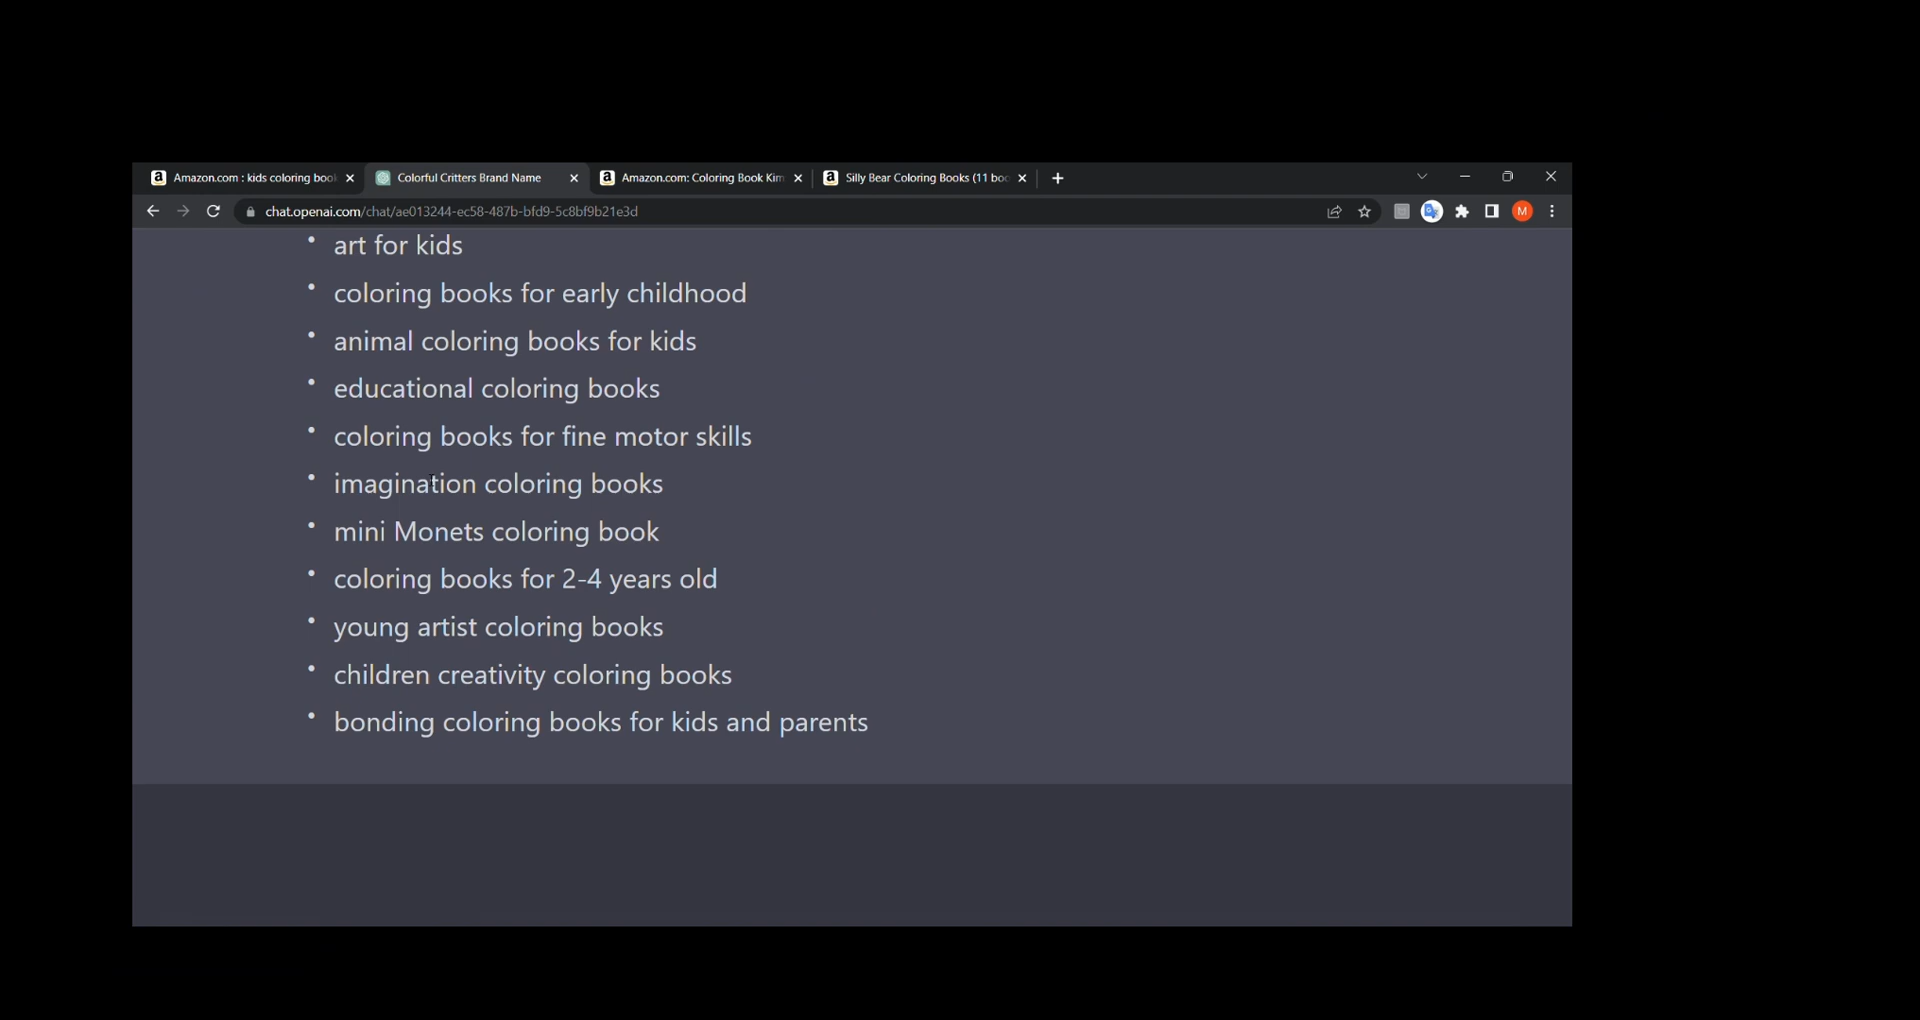 Amazon.com : kids coloring boo
Colorful Critters Brand Name
Amazon.com: Coloring Book Kim
Silly Bear Coloring Books (11 boo
chat.openai.com/chat/ae013244-ec58-487b-bfd9-5c8bf9b21e3d
M
art for kids
coloring books for early childhood
animal coloring books for kids
educational coloring books
coloring books for fine motor skills
imagination coloring books
mini Monets coloring book
coloring books for 2-4 years old
young artist coloring books
children creativity coloring books
bonding coloring books for kids and parents